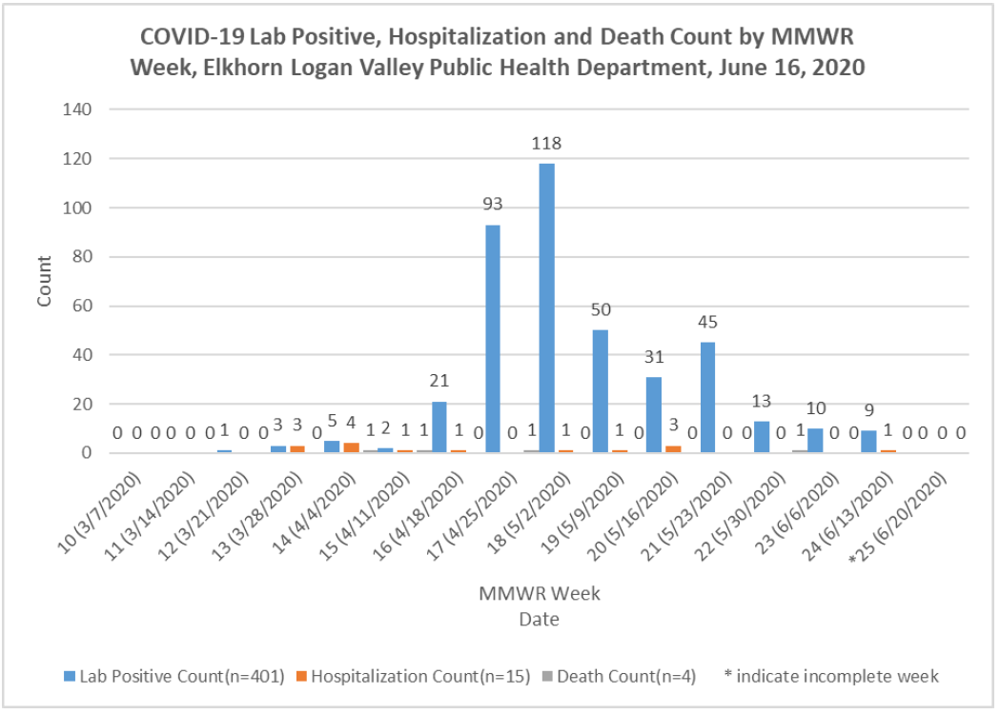 COVID-19 Lab Positive, Hospitalization and Death Count by MMWR
Week, Elkhorn Logan Valley Public Health Department, June 16, 2020
Count
140
120
100
80
60
40
20
0
0 0 0
0 0 0
1 0 0
3 3 0
5 4 1
2 1 1
21 1 0
93 0 1
118 1 0
50 1 0
31 3 0
45 0 0
13 0 1
10 0 0
9 1 0
0 0 0
10 (3/7/2020)
11 (3/14/2020)
12 (3/21/2020)
13 (3/28/2020)
14 (4/4/2020)
15 (4/11/2020)
16 (4/18/2020)
17 (4/25/2020)
18 (5/2/2020)
19 (5/9/2020)
20 (5/16/2020)
21 (5/23/2020)
22 (5/30/2020)
23 (6/6/2020)
24 (6/13/2020)
*25 (6/20/2020)
MMWR Week
Date
Lab Positive Count(n=401) Hospitalization Count(n=15) Death Count(n=4) * indicate incomplete week